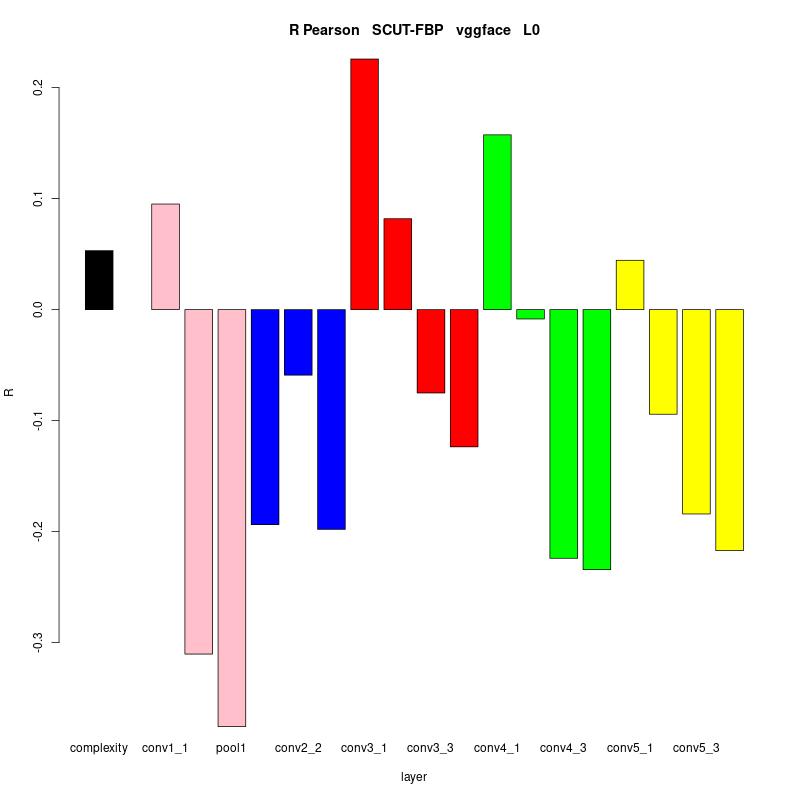 R Pearson SCUT-FBP vggface L0
0.2
0.1
0.0
-0.1
-0.2
-0.3
R
complexity conv1_1 pool1 conv2_2 conv3_1 conv3_3 conv4_1 conv4_3 conv5_1 conv5_3
layer